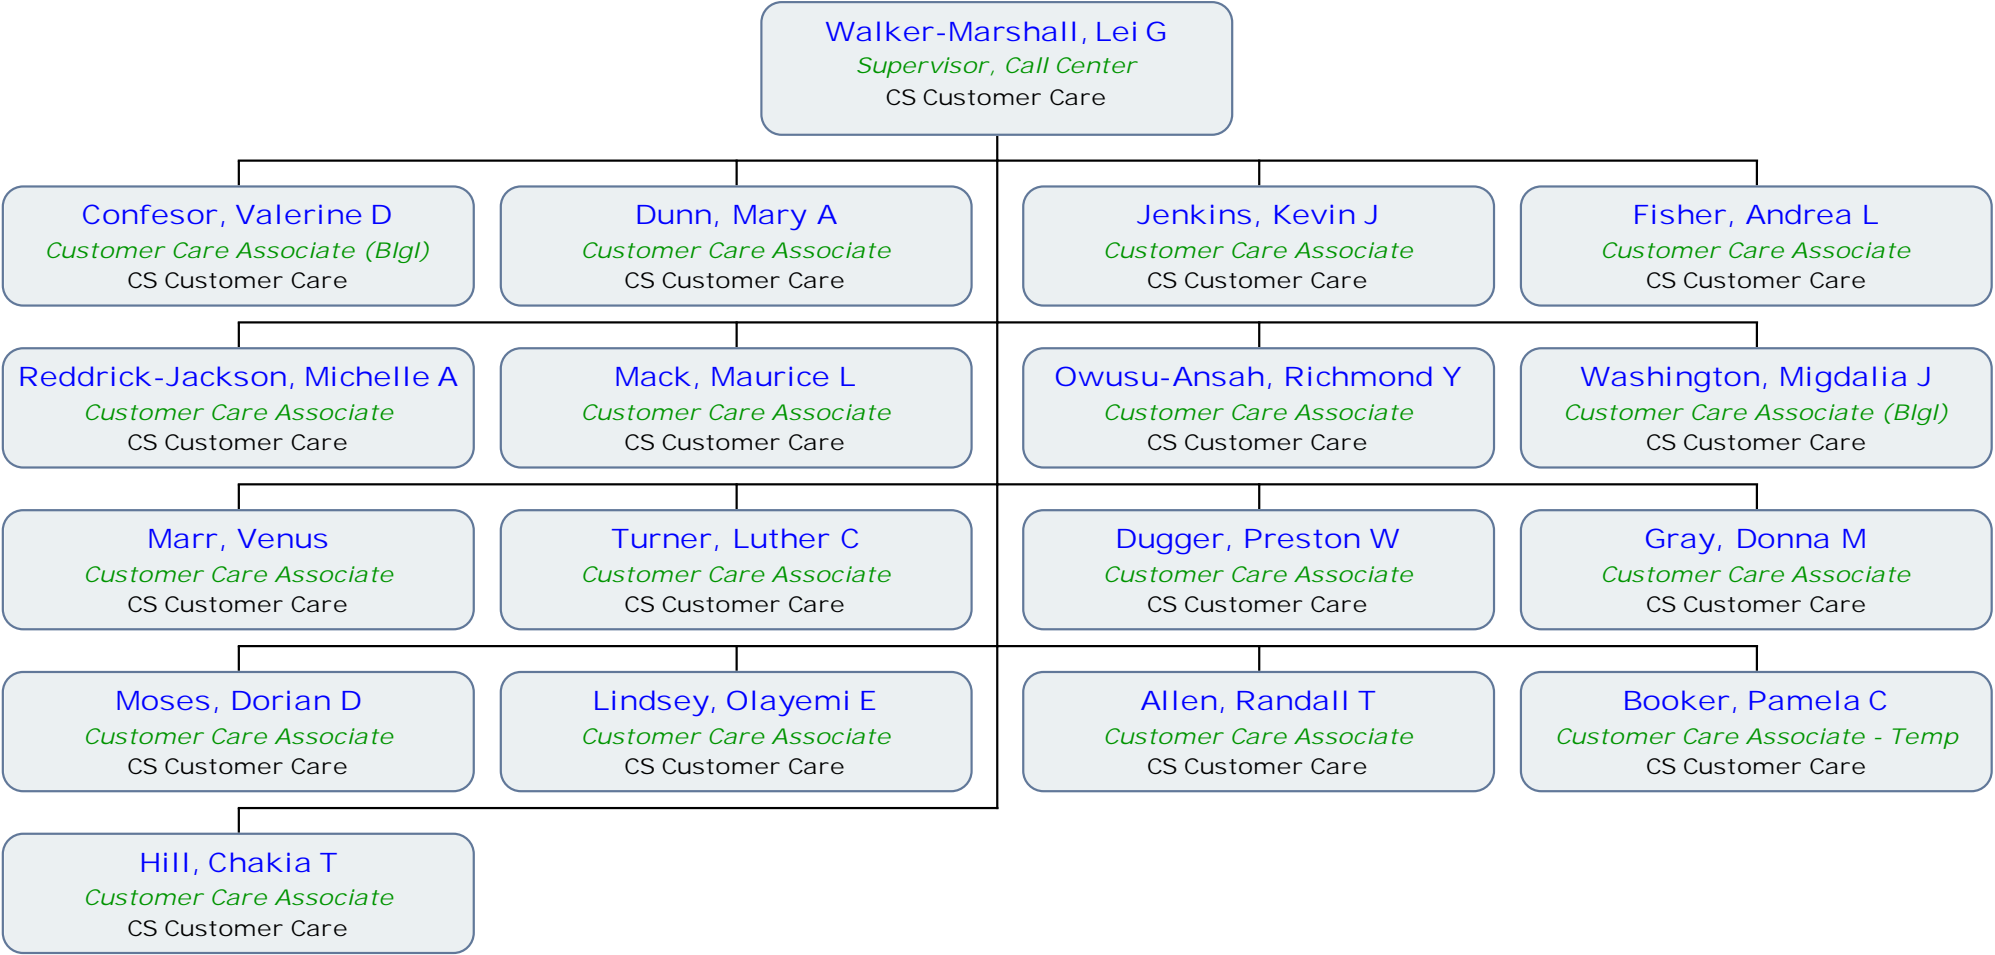 Walker-Marshall, Lei G
Supervisor, Call Center
CS Customer Care
Confesor, Valerine D
Customer Care Associate (Blgl)
CS Customer Care
Dunn, Mary A
Customer Care Associate
CS Customer Care
Jenkins, Kevin J
Customer Care Associate
CS Customer Care
Fisher, Andrea L
Customer Care Associate
CS Customer Care
Reddrick-Jackson, Michelle A
Customer Care Associate
CS Customer Care
Mack, Maurice L
Customer Care Associate
CS Customer Care
Owusu-Ansah, Richmond Y
Customer Care Associate
CS Customer Care
Washington, Migdalia J
Customer Care Associate (Blgl)
CS Customer Care
Marr, Venus
Customer Care Associate
CS Customer Care
Turner, Luther C
Customer Care Associate
CS Customer Care
Dugger, Preston W
Customer Care Associate
CS Customer Care
Gray, Donna M
Customer Care Associate
CS Customer Care
Moses, Dorian D
Customer Care Associate
CS Customer Care
Lindsey, Olayemi E
Customer Care Associate
CS Customer Care
Allen, Randall T
Customer Care Associate
CS Customer Care
Booker, Pamela C
Customer Care Associate - Temp
CS Customer Care
Hill, Chakia T
Customer Care Associate
CS Customer Care